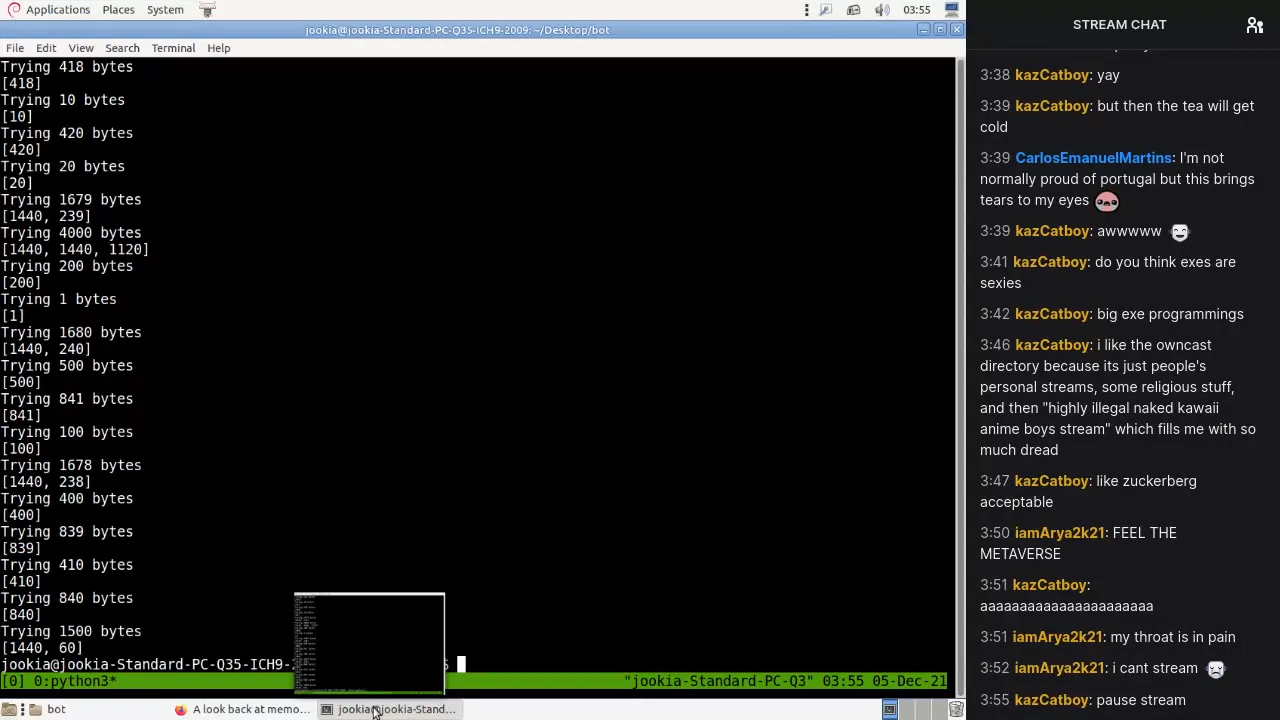 Applications Places System 03:55
jookia@jookia-Standard-PC-Q35-ICH9-2009: ~/Desktop/bot
File Edit View Search Terminal Help
Trying 418 bytes
[418]
Trying 10 bytes
[10]
Trying 420 bytes
[420]
Trying 20 bytes
[20]
Trying 1679 bytes
[1440, 239]
Trying 4000 bytes
[1440, 1440, 1120]
Trying 200 bytes
[200]
Trying 1 bytes
[1]
Trying 1680 bytes
[1440, 240]
Trying 500 bytes
[500]
Trying 841 bytes
[841]
Trying 100 bytes
[100]
Trying 1678 bytes
[1440, 238]
Trying 400 bytes
[400]
Trying 839 bytes
[839]
Trying 410 bytes
[410]
Trying 840 bytes
[840]
Trying 1500 bytes
[1440, 60]
jookia@jookia-Standard-PC-Q35-ICH9-
[0] 0:python3* "jookia-Standard-PC-Q3" 03:55 05-Dec-21
bot A look back at memo... jookia@jookia-Stand...
STREAM CHAT
3:38 kazCatboy: yay
3:39 kazCatboy: but then the tea will get
cold
3:39 CarlosEmanuelMartins: I'm not
normally proud of portugal but this brings
tears to my eyes
3:39 kazCatboy: awwwww
3:41 kazCatboy: do you think exes are
sexies
3:42 kazCatboy: big exe programmings
3:46 kazCatboy: i like the owncast
directory because its just people's
personal streams, some religious stuff,
and then "highly illegal naked kawaii
anime boys stream" which fills me with so
much dread
3:47 kazCatboy: like zuckerberg
acceptable
3:50 iamArya2k21: FEEL THE
METAVERSE
3:51 kazCatboy:
aaaaaaaaaaaaaaaaaaaa
3:51 iamArya2k21: my throat is in pain
3:52 iamArya2k21: i cant stream
3:55 kazCatboy: pause stream